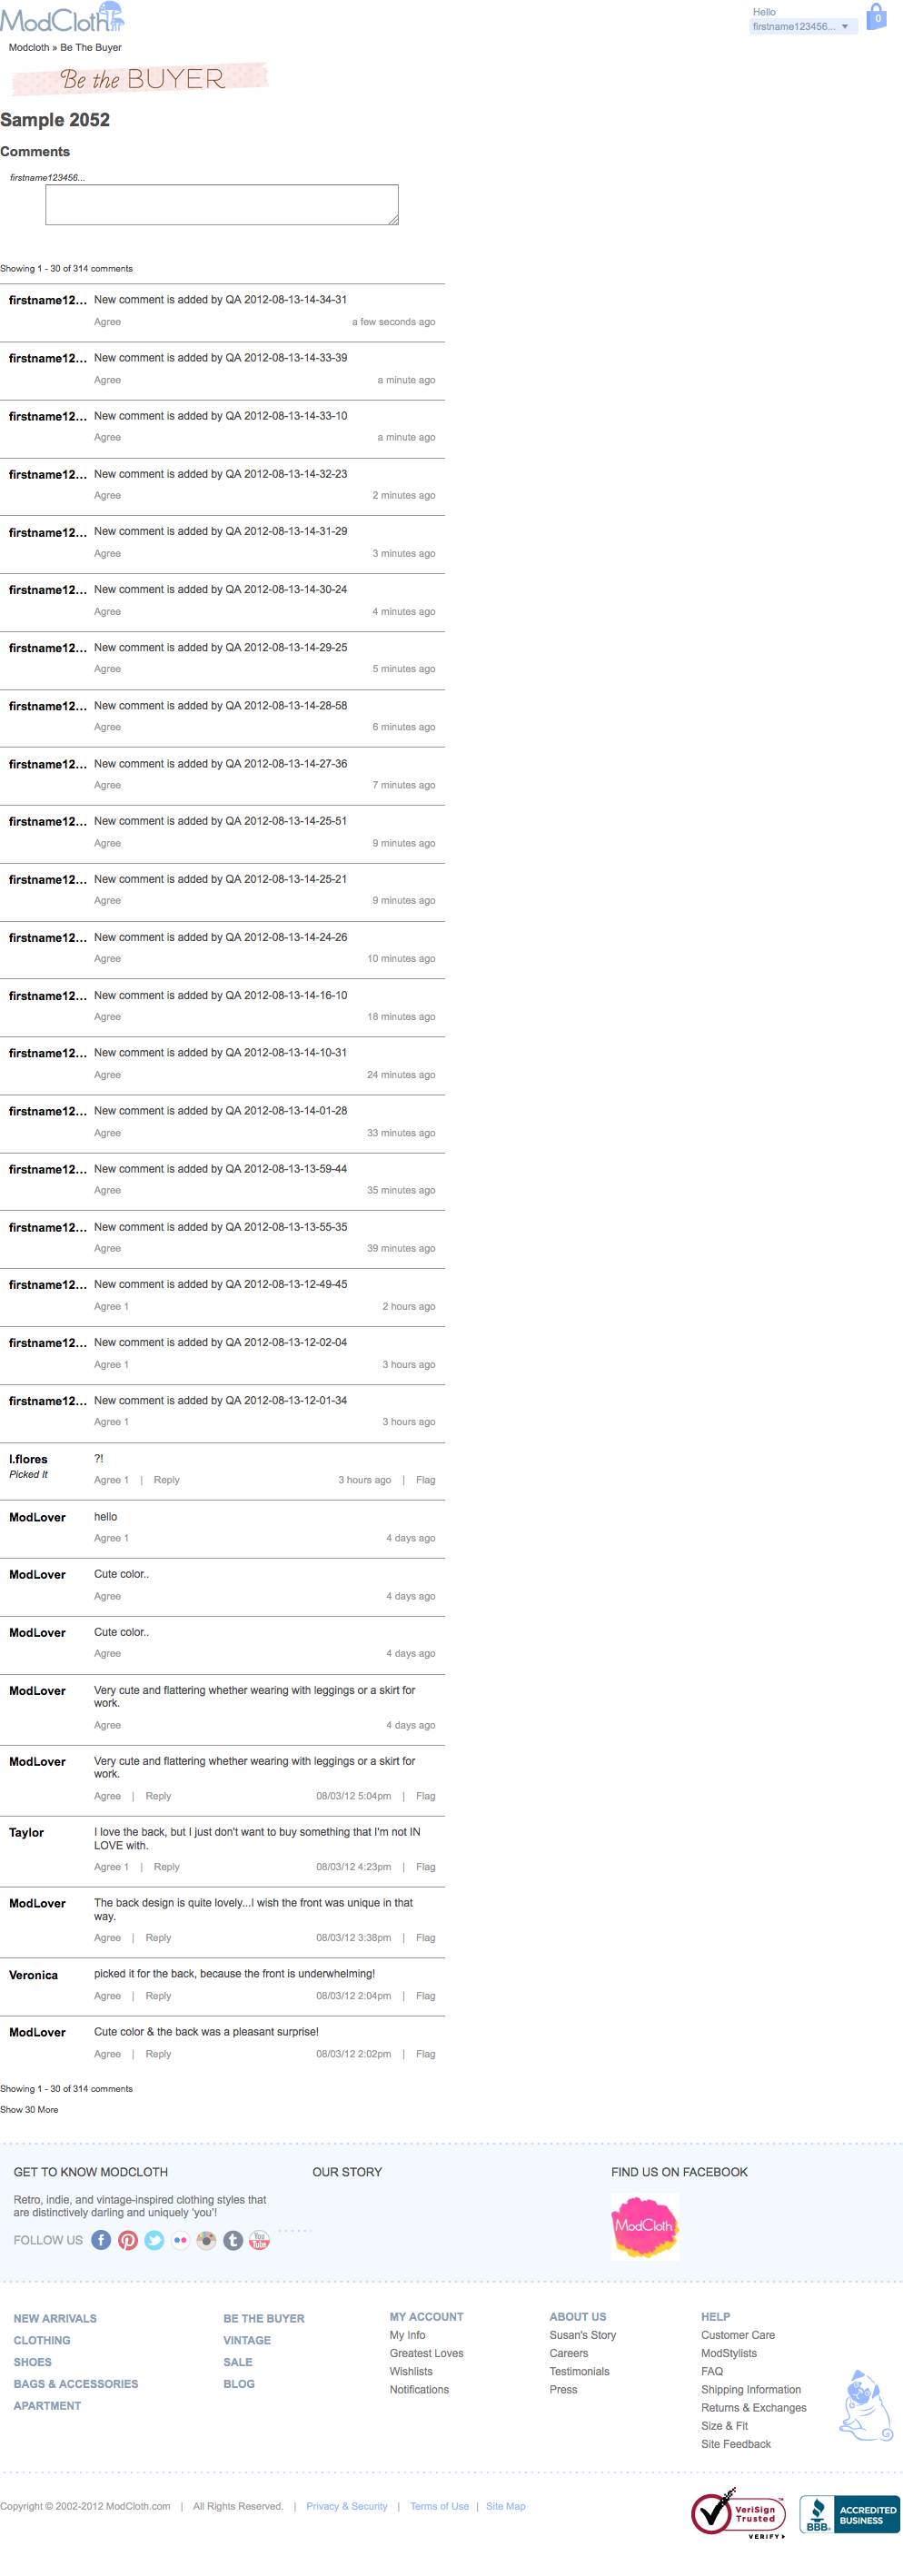 ModCloth
Hello
firstname123456...
0
Modcloth » Be The Buyer
Be the BUYER
Sample 2052
Comments
firstname123456...
Showing 1 - 30 of 314 comments
firstname12... New comment is added by QA 2012-08-13-14-34-31
Agree a few seconds ago
firstname12... New comment is added by QA 2012-08-13-14-33-39
Agree a minute ago
firstname12... New comment is added by QA 2012-08-13-14-33-10
Agree a minute ago
firstname12... New comment is added by QA 2012-08-13-14-32-23
Agree 2 minutes ago
firstname12... New comment is added by QA 2012-08-13-14-31-29
Agree 3 minutes ago
firstname12... New comment is added by QA 2012-08-13-14-30-24
Agree 4 minutes ago
firstname12... New comment is added by QA 2012-08-13-14-29-25
Agree 5 minutes ago
firstname12... New comment is added by QA 2012-08-13-14-28-58
Agree 6 minutes ago
firstname12... New comment is added by QA 2012-08-13-14-27-36
Agree 7 minutes ago
firstname12... New comment is added by QA 2012-08-13-14-25-51
Agree 9 minutes ago
firstname12... New comment is added by QA 2012-08-13-14-25-21
Agree 9 minutes ago
firstname12... New comment is added by QA 2012-08-13-14-24-26
Agree 10 minutes ago
firstname12... New comment is added by QA 2012-08-13-14-16-10
Agree 18 minutes ago
firstname12... New comment is added by QA 2012-08-13-14-10-31
Agree 24 minutes ago
firstname12... New comment is added by QA 2012-08-13-14-01-28
Agree 33 minutes ago
firstname12... New comment is added by QA 2012-08-13-13-59-44
Agree 35 minutes ago
firstname12... New comment is added by QA 2012-08-13-13-55-35
Agree 39 minutes ago
firstname12... New comment is added by QA 2012-08-13-12-49-45
Agree 1 2 hours ago
firstname12... New comment is added by QA 2012-08-13-12-02-04
Agree 1 3 hours ago
firstname12... New comment is added by QA 2012-08-13-12-01-34
Agree 1 3 hours ago
l.flores ?!
Picked It
Agree 1 | Reply 3 hours ago | Flag
ModLover hello
Agree 1 4 days ago
ModLover Cute color..
Agree 4 days ago
ModLover Cute color..
Agree 4 days ago
ModLover Very cute and flattering whether wearing with leggings or a skirt for
work.
Agree 4 days ago
ModLover Very cute and flattering whether wearing with leggings or a skirt for
work.
Agree | Reply 08/03/12 5:04pm | Flag
Taylor I love the back, but I just don't want to buy something that I'm not IN
LOVE with.
Agree 1 | Reply 08/03/12 4:23pm | Flag
ModLover The back design is quite lovely...I wish the front was unique in that
way.
Agree | Reply 08/03/12 3:38pm | Flag
Veronica picked it for the back, because the front is underwhelming!
Agree | Reply 08/03/12 2:04pm | Flag
ModLover Cute color & the back was a pleasant surprise!
Agree | Reply 08/03/12 2:02pm | Flag
Showing 1 - 30 of 314 comments
Show 30 More
GET TO KNOW MODCLOTH
Retro, indie, and vintage-inspired clothing styles that
are distinctively darling and uniquely 'you'!
FOLLOW US
You
Tube
OUR STORY
FIND US ON FACEBOOK
ModCloth
NEW ARRIVALS
CLOTHING
SHOES
BAGS & ACCESSORIES
APARTMENT
BE THE BUYER
VINTAGE
SALE
BLOG
MY ACCOUNT
My Info
Greatest Loves
Wishlists
Notifications
ABOUT US
Susan's Story
Careers
Testimonials
Press
HELP
Customer Care
ModStylists
FAQ
Shipping Information
Returns & Exchanges
Size & Fit
Site Feedback
Copyright © 2002-2012 ModCloth.com | All Rights Reserved. | Privacy & Security | Terms of Use | Site Map
VeriSign
Trusted
VERIFY
BBB
ACCREDITED
BUSINESS